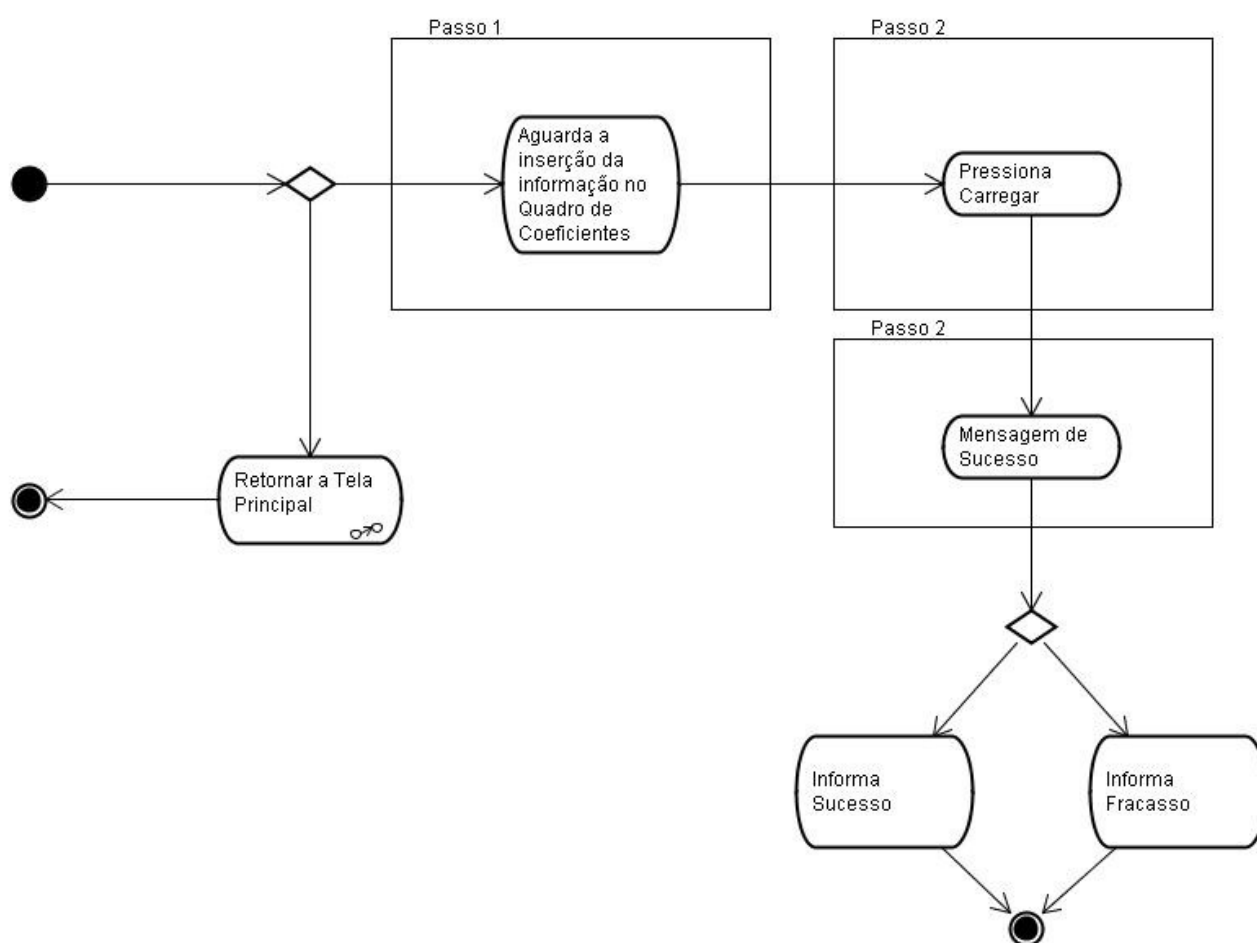 Passo 1
Passo 2
Aguarda a
inserção da
informação no
Quadro de
Coeficientes
Pressiona
Carregar
Passo 2
Mensagem de
Sucesso
Retornar a Tela
Principal
Informa
Sucesso
Informa
Fracasso